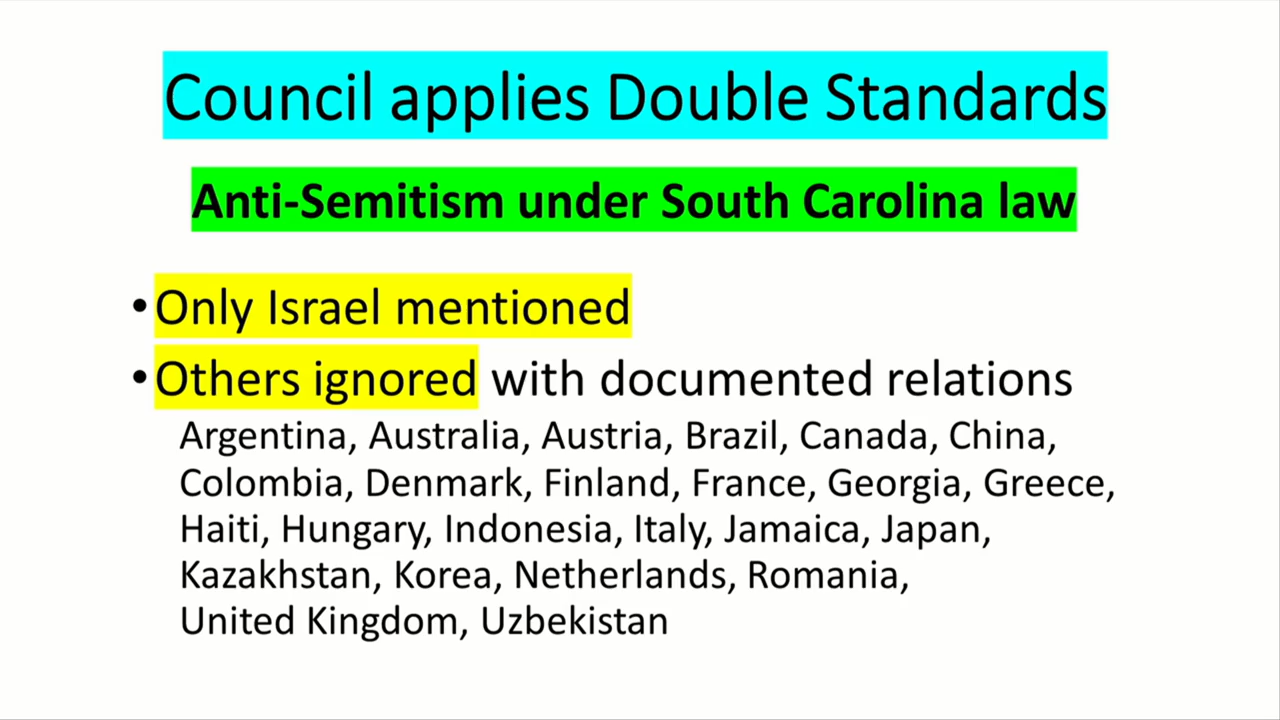 Council applies Double Standards
Anti-Semitism under South Carolina law
•Only Israel mentioned
•Others ignored with documented relations
Argentina, Australia, Austria, Brazil, Canada, China,
Colombia, Denmark, Finland, France, Georgia, Greece,
Haiti, Hungary, Indonesia, Italy, Jamaica, Japan,
Kazakhstan, Korea, Netherlands, Romania,
United Kingdom, Uzbekistan